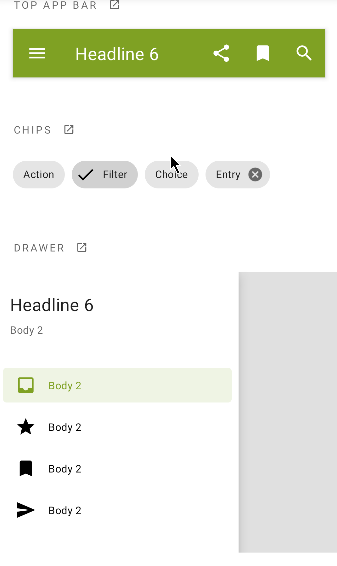 TOP APP BAR
Headline 6
CHIPS
Action Filter Choice Entry
DRAWER
Headline 6
Body 2
Body 2
Body 2
Body 2
Body 2